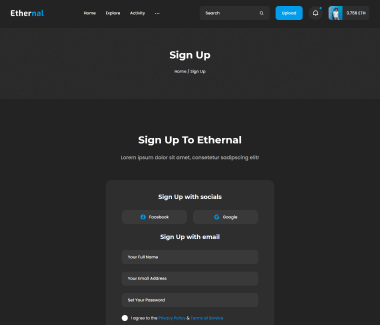 Ethernal
Home Explore Activity ... Search Upload 0,786 ETH
Sign Up
Home / Sign Up
Sign Up To Ethernal
Lorem ipsum dolor sit amet, consetetur sadipscing elitr
Sign Up with socials
Facebook Google
Sign Up with email
Your Full Name
Your Email Address
Set Your Password
I agree to the Privacy Policy & Terms of Service